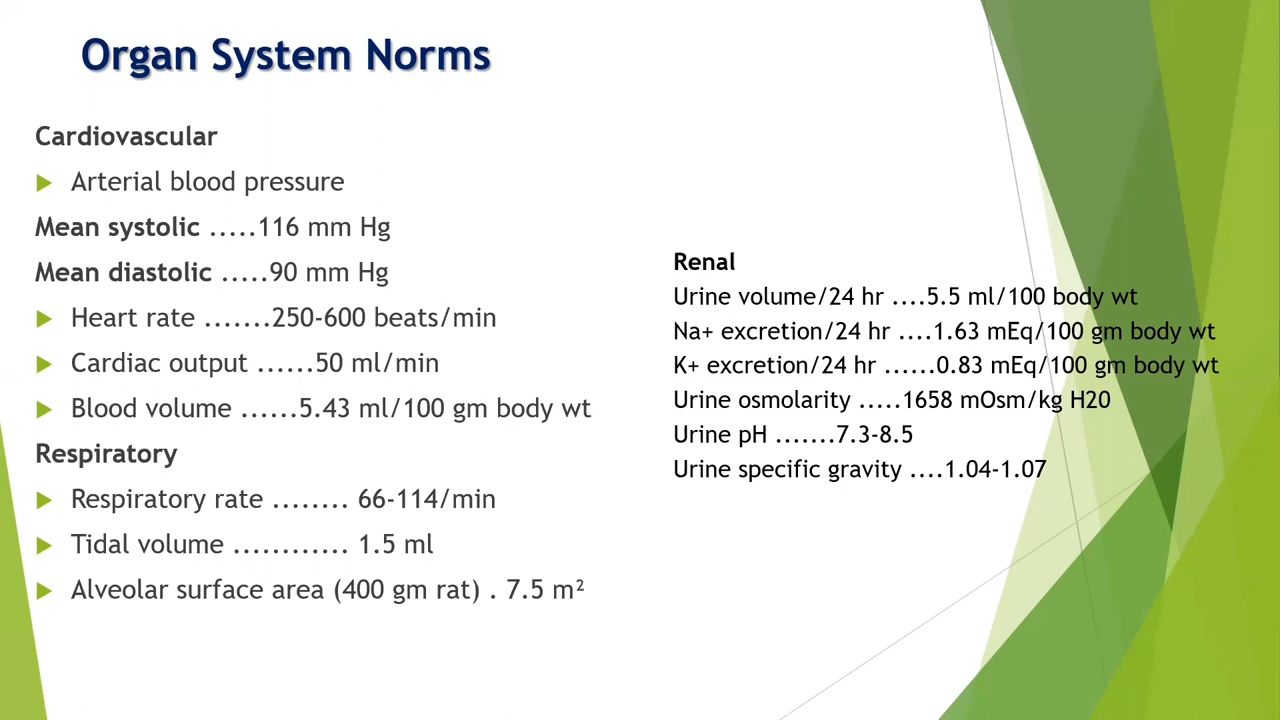 Organ System Norms
Cardiovascular
Arterial blood pressure
Mean systolic .....116 mm Hg
Mean diastolic .....90 mm Hg
Heart rate .......250-600 beats/min
Cardiac output ......50 ml/min
Blood volume ......5.43 ml/100 gm body wt
Respiratory
Respiratory rate ........ 66-114/min
Tidal volume ............ 1.5 ml
Alveolar surface area (400 gm rat) . 7.5 m²
Renal
Urine volume/24 hr ....5.5 ml/100 body wt
Na+ excretion/24 hr ....1.63 mEq/100 gm body wt
K+ excretion/24 hr ......0.83 mEq/100 gm body wt
Urine osmolarity .....1658 mOsm/kg H20
Urine pH .......7.3-8.5
Urine specific gravity ....1.04-1.07